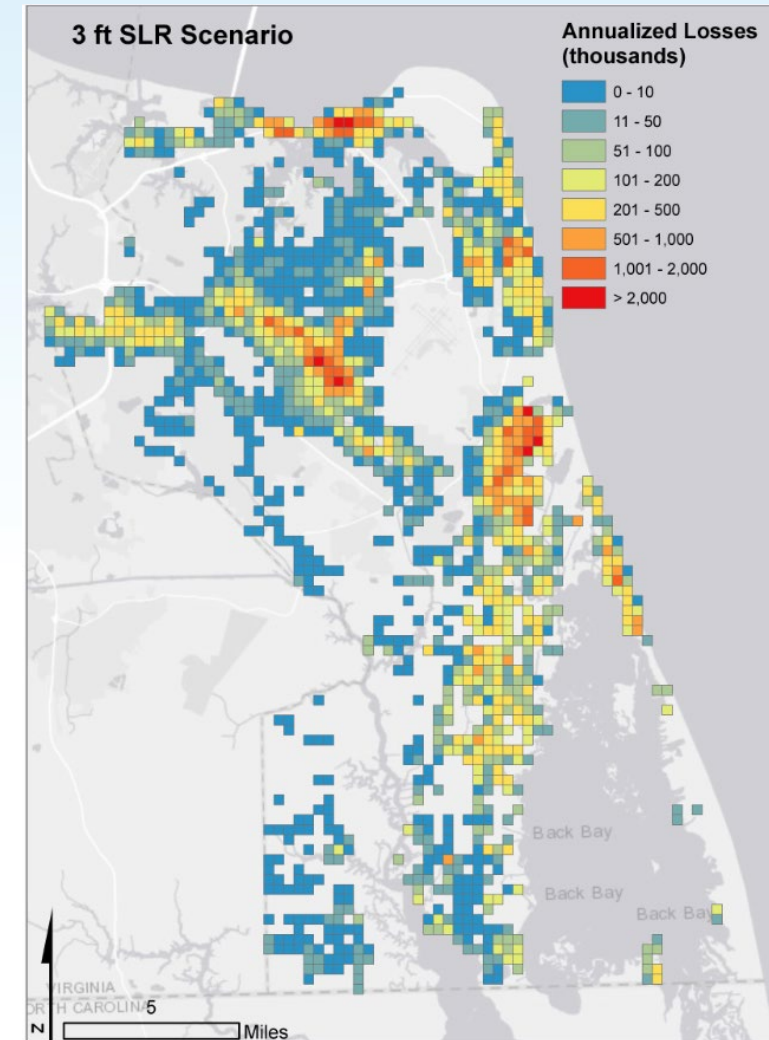 3 ft SLR Scenario
Annualized Losses
(thousands)
0 - 10
11 - 50
51 - 100
101 - 200
201 - 500
501 - 1,000
1,001 - 2,000
> 2,000
Back Bay
Back Bay
Back Bay
VIRGINIA
ORTH CAROLINA
5
Miles
N